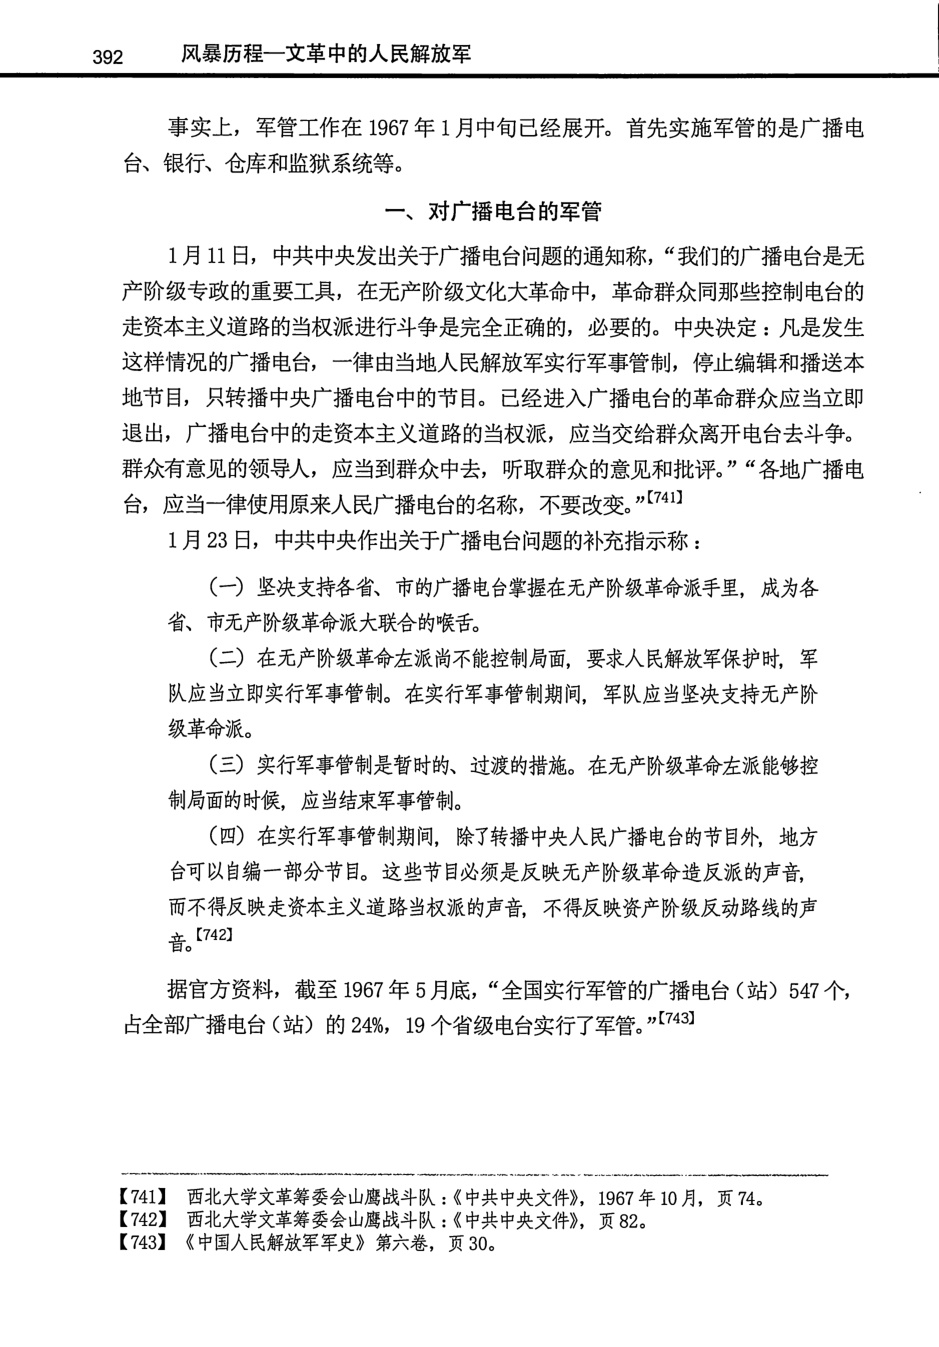 392 风暴历程—文革中的人民解放军
事实上，军管工作在 1967 年 1 月中旬已经展开。首先实施军管的是广播电
台、银行、仓库和监狱系统等。
一、对广播电台的军管
1 月 11 日，中共中央发出关于广播电台问题的通知称，“我们的广播电台是无
产阶级专政的重要工具，在无产阶级文化大革命中，革命群众同那些控制电台的
走资本主义道路的当权派进行斗争是完全正确的，必要的。中央决定：凡是发生
这样情况的广播电台，一律由当地人民解放军实行军事管制，停止编辑和播送本
地节目，只转播中央广播电台中的节目。已经进入广播电台的革命群众应当立即
退出，广播电台中的走资本主义道路的当权派，应当交给群众离开电台去斗争。
群众有意见的领导人，应当到群众中去，听取群众的意见和批评。”“各地广播电
台，应当一律使用原来人民广播电台的名称，不要改变。”【741】
1 月 23 日，中共中央作出关于广播电台问题的补充指示称：
（一）坚决支持各省、市的广播电台掌握在无产阶级革命派手里，成为各
省、市无产阶级革命派大联合的喉舌。
（二）在无产阶级革命左派尚不能控制局面，要求人民解放军保护时，军
队应当立即实行军事管制。在实行军事管制期间，军队应当坚决支持无产阶
级革命派。
（三）实行军事管制是暂时的、过渡的措施。在无产阶级革命左派能够控
制局面的时候，应当结束军事管制。
（四）在实行军事管制期间，除了转播中央人民广播电台的节目外，地方
台可以自编一部分节目。这些节目必须是反映无产阶级革命造反派的声音，
而不得反映走资本主义道路当权派的声音，不得反映资产阶级反动路线的声
音。【742】
据官方资料，截至 1967 年 5 月底，“全国实行军管的广播电台（站）547 个，
占全部广播电台（站）的 24%，19 个省级电台实行了军管。”【743】
【741】 西北大学文革筹委会山鹰战斗队：《中共中央文件》，1967 年 10 月，页 74。
【742】 西北大学文革筹委会山鹰战斗队：《中共中央文件》，页 82。
【743】 《中国人民解放军军史》第六卷，页 30。